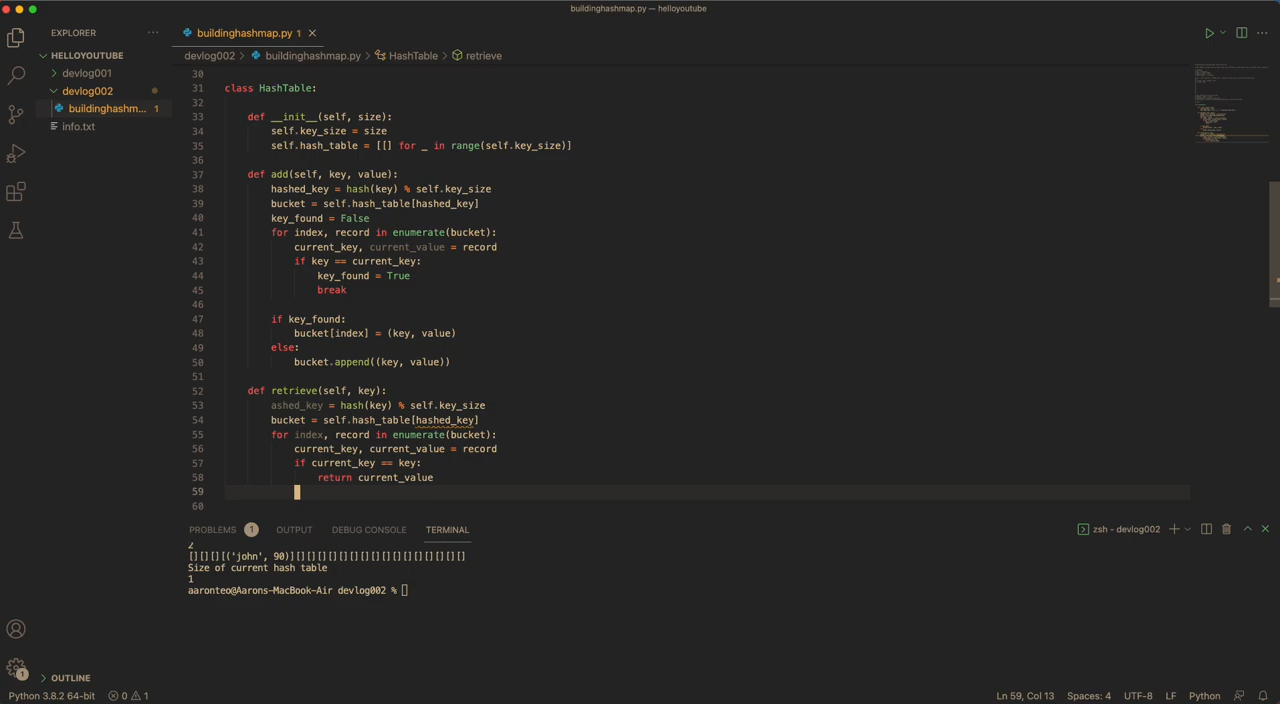 buildinghashmap.py — helloyoutube
EXPLORER
buildinghashmap.py 1
HELLOYOUTUBE
devlog002 > buildinghashmap.py > HashTable > retrieve
devlog001
devlog002
buildinghashm... 1
info.txt
30
31 class HashTable:
32
33 def __init__(self, size):
34 self.key_size = size
35 self.hash_table = [[] for _ in range(self.key_size)]
36
37 def add(self, key, value):
38 hashed_key = hash(key) % self.key_size
39 bucket = self.hash_table[hashed_key]
40 key_found = False
41 for index, record in enumerate(bucket):
42 current_key, current_value = record
43 if key == current_key:
44 key_found = True
45 break
46
47 if key_found:
48 bucket[index] = (key, value)
49 else:
50 bucket.append((key, value))
51
52 def retrieve(self, key):
53 ashed_key = hash(key) % self.key_size
54 bucket = self.hash_table[hashed_key]
55 for index, record in enumerate(bucket):
56 current_key, current_value = record
57 if current_key == key:
58 return current_value
59
60
PROBLEMS 1 OUTPUT DEBUG CONSOLE TERMINAL
zsh - devlog002
2
[][][][('john', 90)][][][][][][][][][][][][][][][][]
Size of current hash table
1
aaronteo@Aarons-MacBook-Air devlog002 %
1
OUTLINE
Python 3.8.2 64-bit 0 1
Ln 59, Col 13 Spaces: 4 UTF-8 LF Python